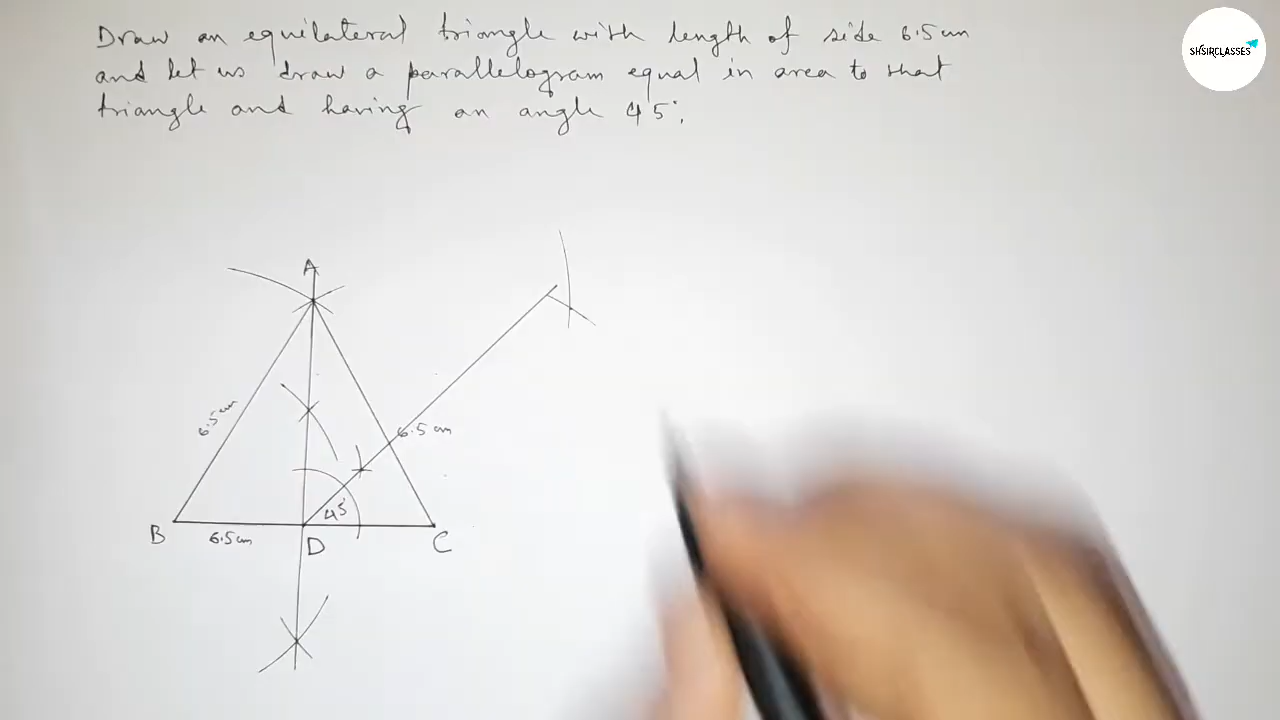 Draw an equilateral triangle with length of side 6.5 cm
and let us draw a parallelogram equal in area to that
triangle and having an angle 45°.
SHSIRCLASSES
A
6.5 cm
6.5 cm
45°
B
6.5 cm
D
C